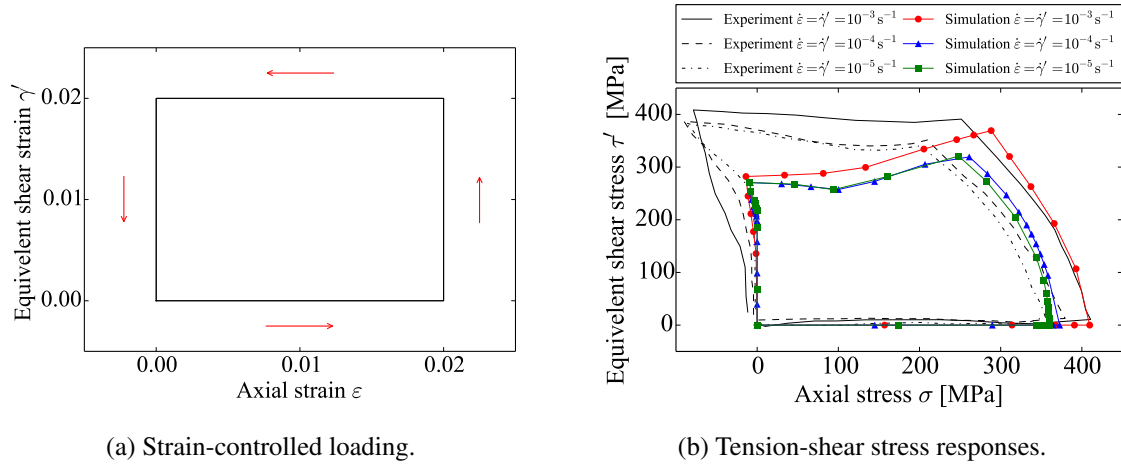 Equivelent shear strain γ′
0.02
0.01
0.00
0.00 0.01 0.02
Axial strain ε
(a) Strain-controlled loading.
Experiment ε̇=γ̇′=10⁻³ s⁻¹ Simulation ε̇=γ̇′=10⁻³ s⁻¹
Experiment ε̇=γ̇′=10⁻⁴ s⁻¹ Simulation ε̇=γ̇′=10⁻⁴ s⁻¹
Experiment ε̇=γ̇′=10⁻⁵ s⁻¹ Simulation ε̇=γ̇′=10⁻⁵ s⁻¹
Equivelent shear stress τ′ [MPa]
400
300
200
100
0
0 100 200 300 400
Axial stress σ [MPa]
(b) Tension-shear stress responses.